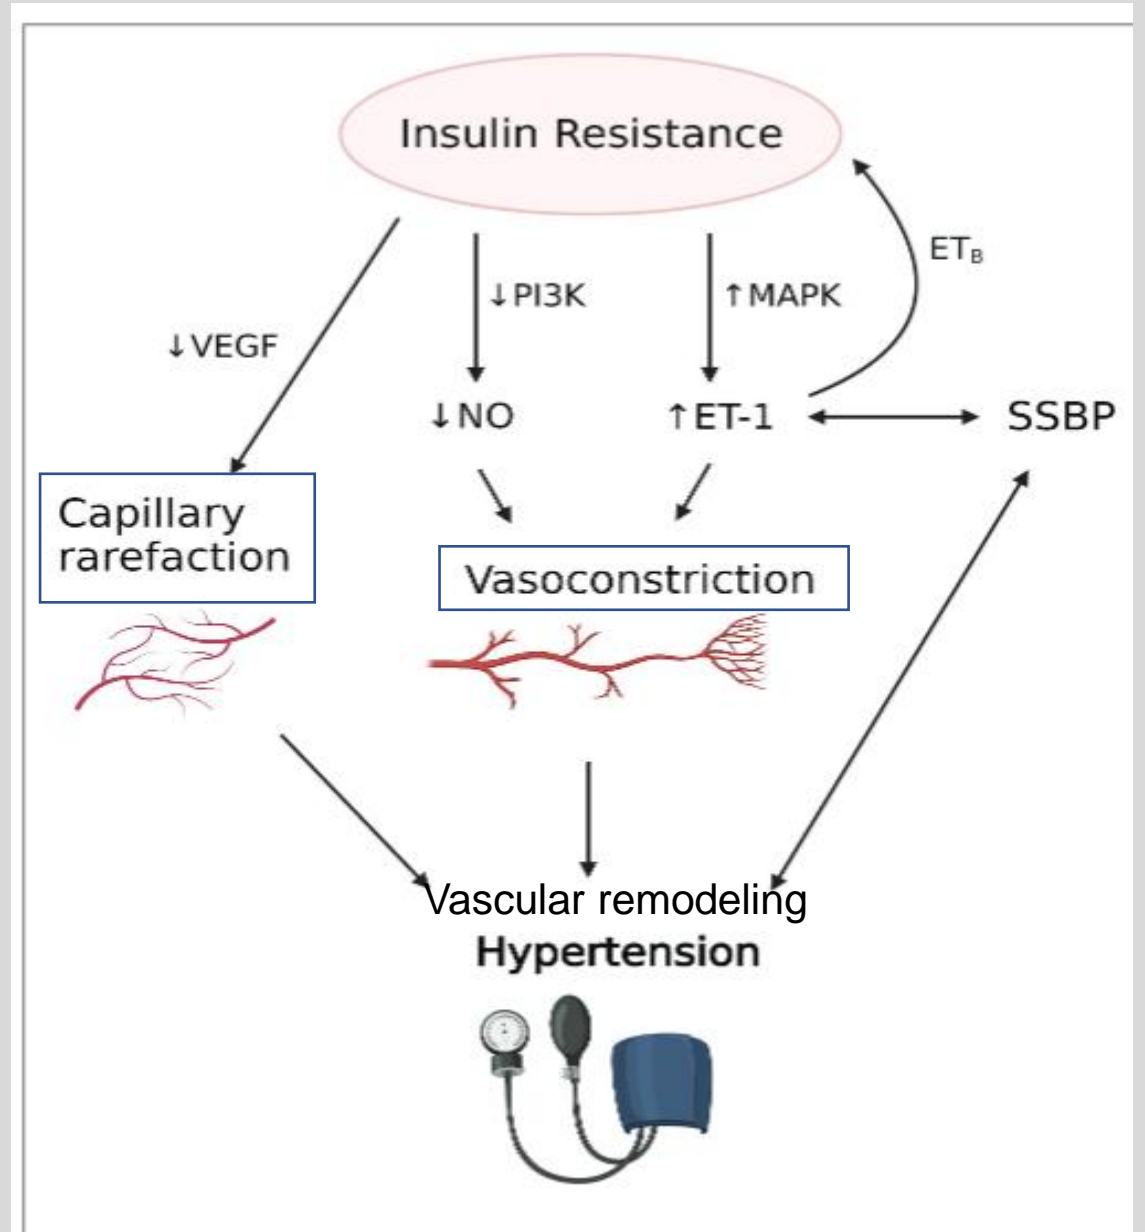 Insulin Resistance
ET_B
↓PI3K
↑MAPK
↓VEGF
↓NO
↑ET-1
SSBP
Capillary
rarefaction
Vasoconstriction
Vascular remodeling
Hypertension